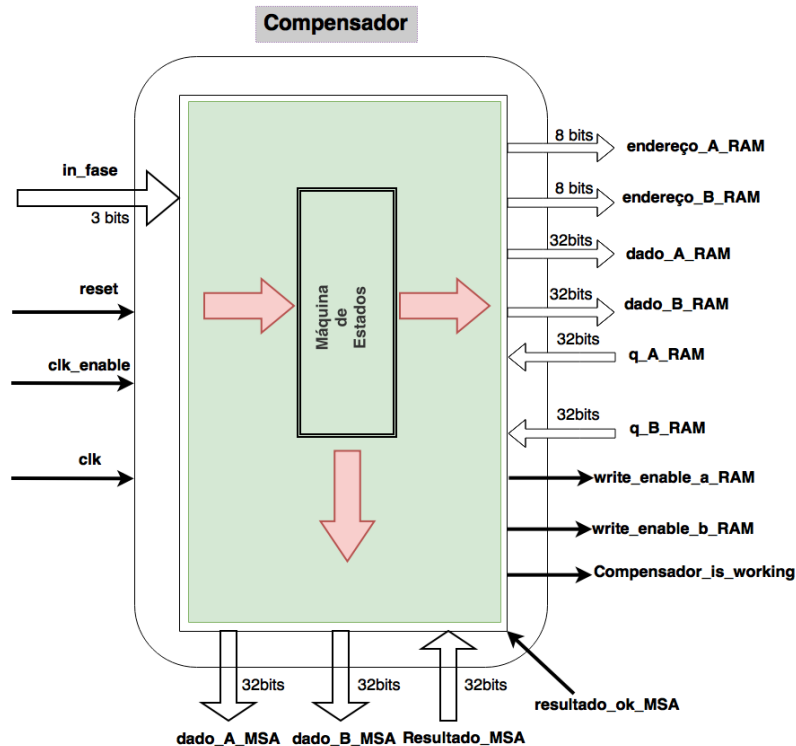 Compensador
in_fase
3 bits
reset
clk_enable
clk
Máquina
de
Estados
8 bits
endereço_A_RAM
8 bits
endereço_B_RAM
32bits
dado_A_RAM
32bits
dado_B_RAM
32bits
q_A_RAM
32bits
q_B_RAM
write_enable_a_RAM
write_enable_b_RAM
Compensador_is_working
32bits
32bits
32bits
resultado_ok_MSA
dado_A_MSA
dado_B_MSA
Resultado_MSA